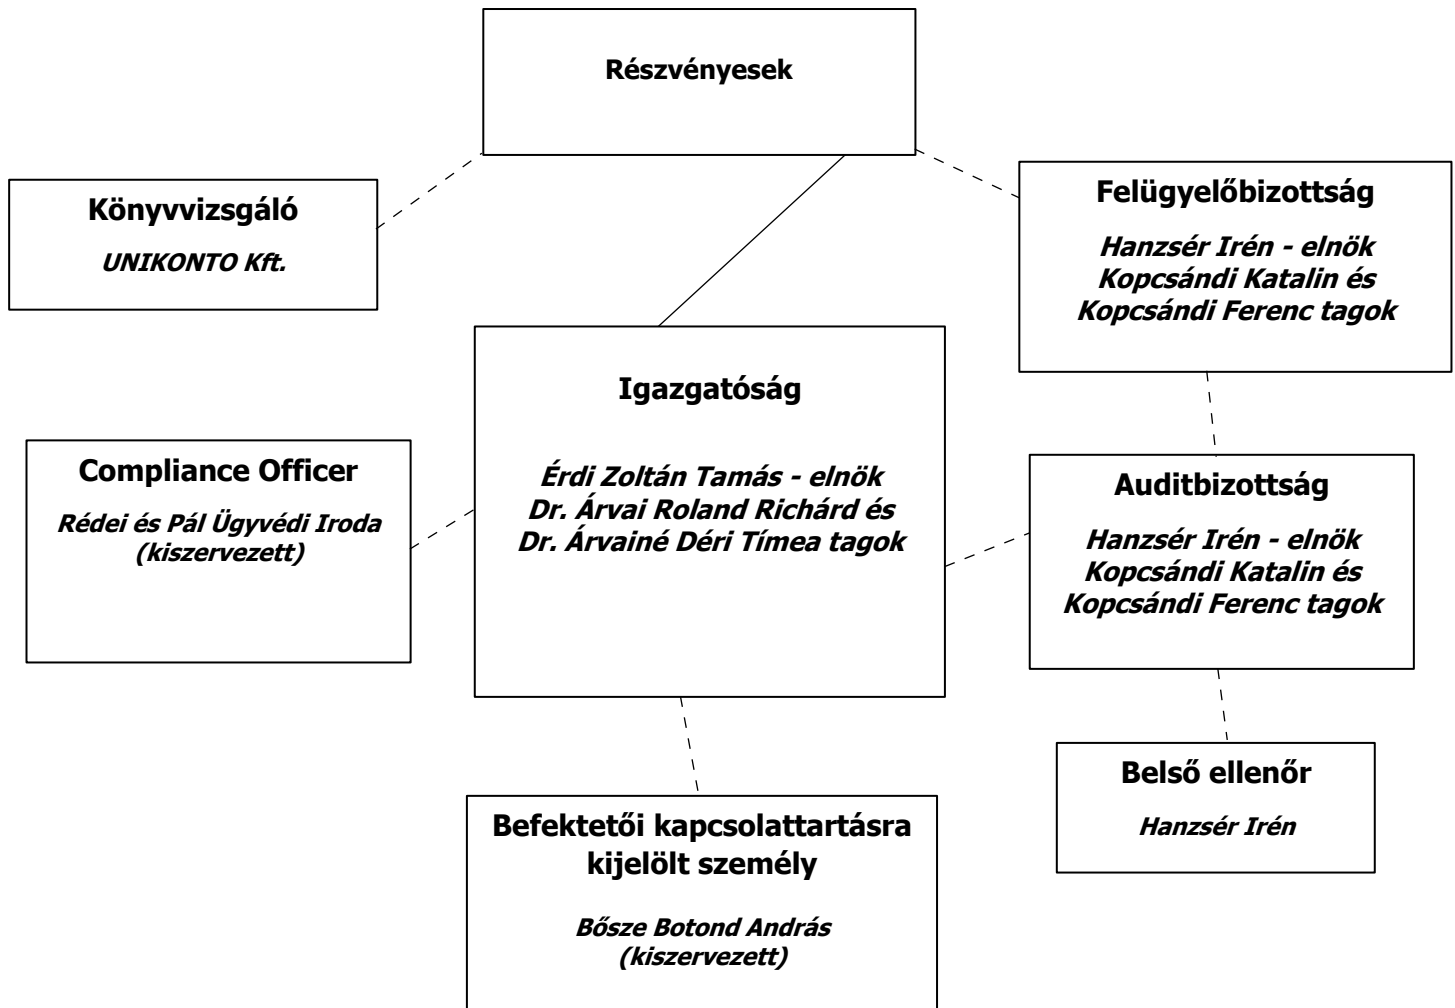 Részvényesek
Könyvvizsgáló
UNIKONTO Kft.
Felügyelőbizottság
Hanzsér Irén - elnök
Kopcsándi Katalin és
Kopcsándi Ferenc tagok
Igazgatóság
Érdi Zoltán Tamás - elnök
Dr. Árvai Roland Richárd és
Dr. Árvainé Déri Tímea tagok
Compliance Officer
Rédei és Pál Ügyvédi Iroda
(kiszervezett)
Auditbizottság
Hanzsér Irén - elnök
Kopcsándi Katalin és
Kopcsándi Ferenc tagok
Belső ellenőr
Hanzsér Irén
Befektetői kapcsolattartásra
kijelölt személy
Bősze Botond András
(kiszervezett)